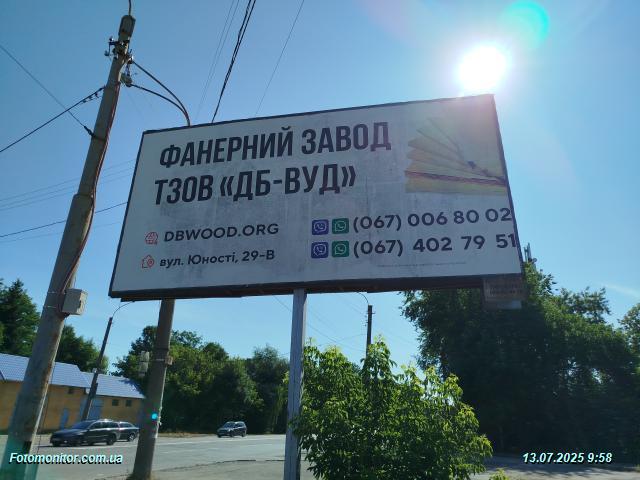 ФАНЕРНИЙ ЗАВОД
ТЗОВ «ДБ-ВУД»
DBWOOD.ORG
(067) 006 80 02
вул. Юності, 29-В
(067) 402 79 51
Fotomonitor.com.ua
13.07.2025 9:58